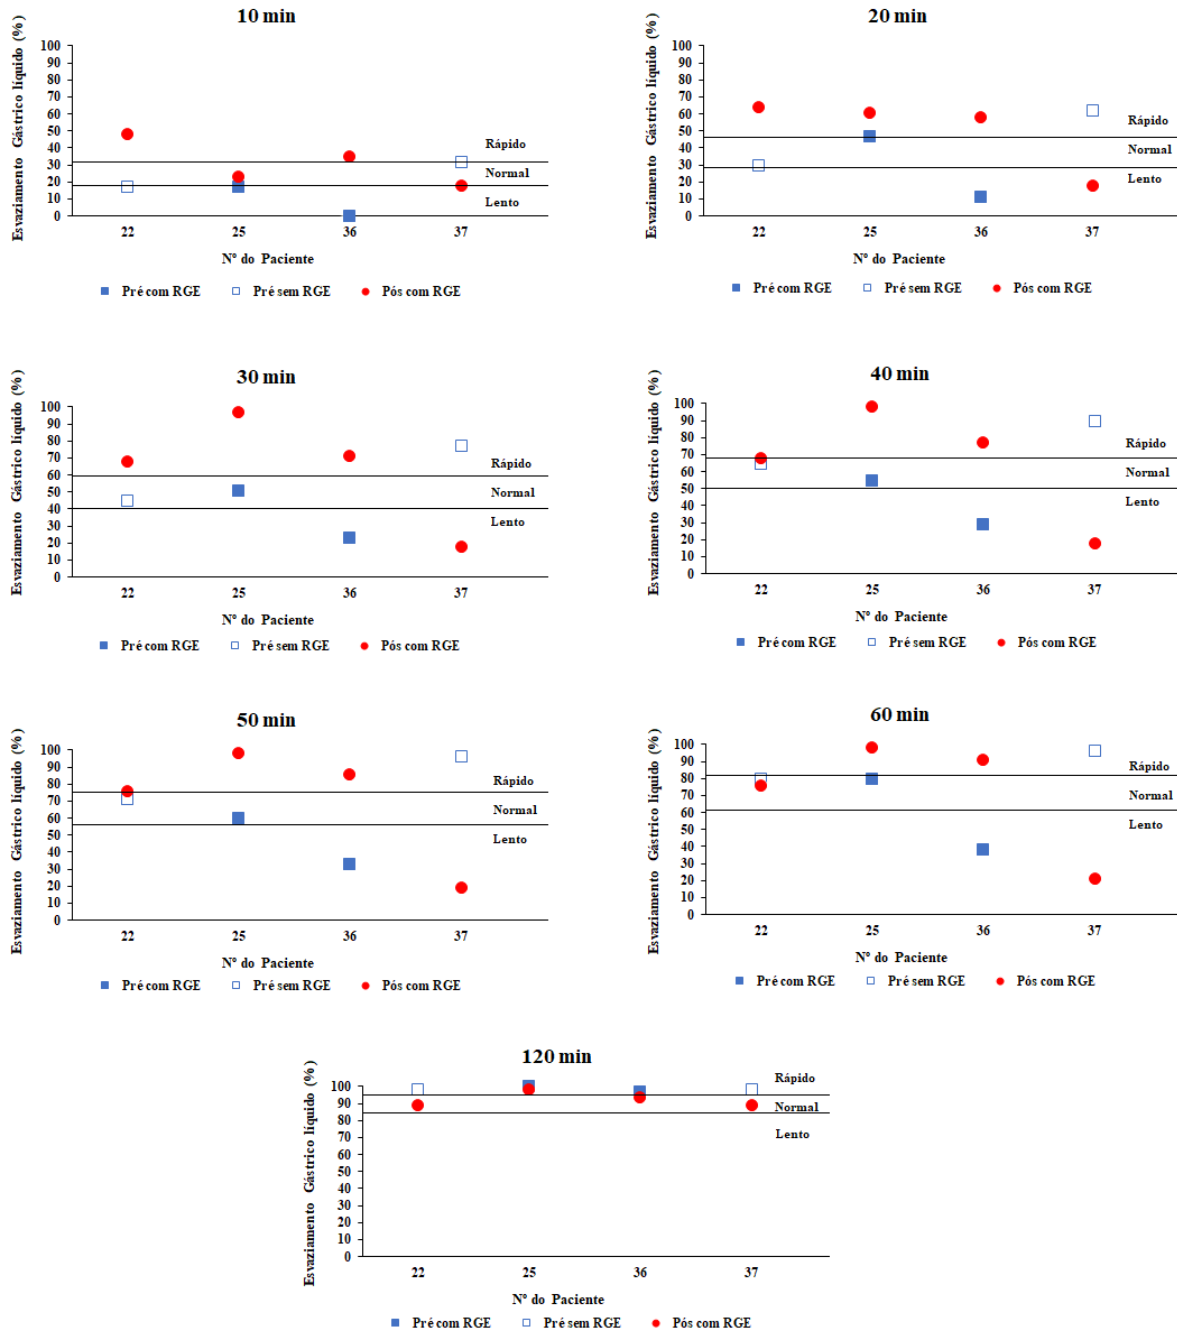 10 min
Esvaziamento Gástrico líquido (%)
100
90
80
70
60
50
40
30
20
10
0
Rápido
Normal
Lento
22 25 36 37
Nº do Paciente
Pré com RGE Pré sem RGE Pós com RGE
20 min
Esvaziamento Gástrico líquido (%)
100
90
80
70
60
50
40
30
20
10
0
Rápido
Normal
Lento
22 25 36 37
Nº do Paciente
Pré com RGE Pré sem RGE Pós com RGE
30 min
Esvaziamento Gástrico líquido (%)
100
90
80
70
60
50
40
30
20
10
0
Rápido
Normal
Lento
22 25 36 37
Nº do Paciente
Pré com RGE Pré sem RGE Pós com RGE
40 min
Esvaziamento Gástrico líquido (%)
100
90
80
70
60
50
40
30
20
10
0
Rápido
Normal
Lento
22 25 36 37
Nº do Paciente
Pré com RGE Pré sem RGE Pós com RGE
50 min
Esvaziamento Gástrico líquido (%)
100
90
80
70
60
50
40
30
20
10
0
Rápido
Normal
Lento
22 25 36 37
Nº do Paciente
Pré com RGE Pré sem RGE Pós com RGE
60 min
Esvaziamento Gástrico líquido (%)
100
90
80
70
60
50
40
30
20
10
0
Rápido
Normal
Lento
22 25 36 37
Nº do Paciente
Pré com RGE Pré sem RGE Pós com RGE
120 min
Esvaziamento Gástrico líquido (%)
100
90
80
70
60
50
40
30
20
10
0
Rápido
Normal
Lento
22 25 36 37
Nº do Paciente
Pré com RGE Pré sem RGE Pós com RGE